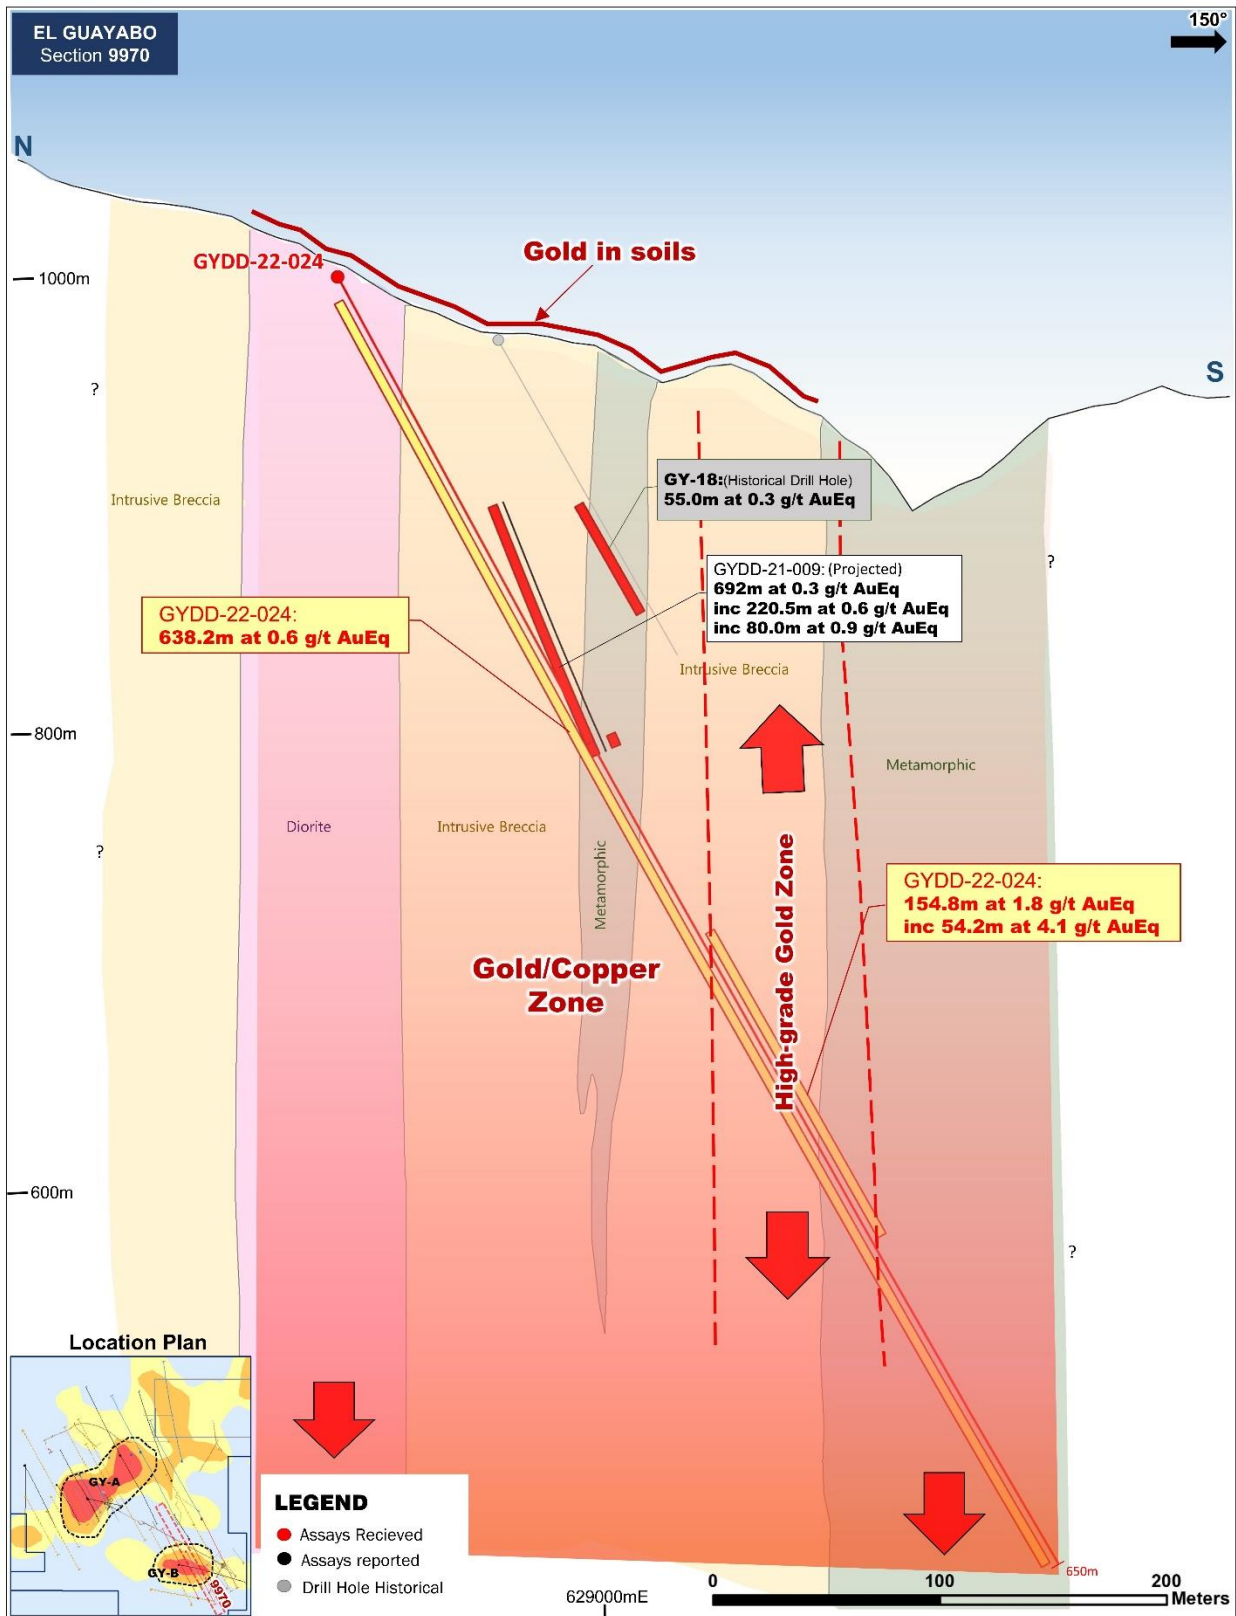 EL GUAYABO
Section 9970
150°
N
GYDD-22-024
Gold in soils
1000m
S
?
GY-18:(Historical Drill Hole)
55.0m at 0.3 g/t AuEq
Intrusive Breccia
?
GYDD-21-009: (Projected)
692m at 0.3 g/t AuEq
inc 220.5m at 0.6 g/t AuEq
inc 80.0m at 0.9 g/t AuEq
GYDD-22-024:
638.2m at 0.6 g/t AuEq
Intrusive Breccia
800m
Metamorphic
Diorite
Intrusive Breccia
?
Metamorphic
High-grade Gold Zone
GYDD-22-024:
154.8m at 1.8 g/t AuEq
inc 54.2m at 4.1 g/t AuEq
Gold/Copper
Zone
600m
?
Location Plan
GY-A
GY-B
9970
LEGEND
Assays Recieved
Assays reported
Drill Hole Historical
650m
629000mE
0 100 200
Meters